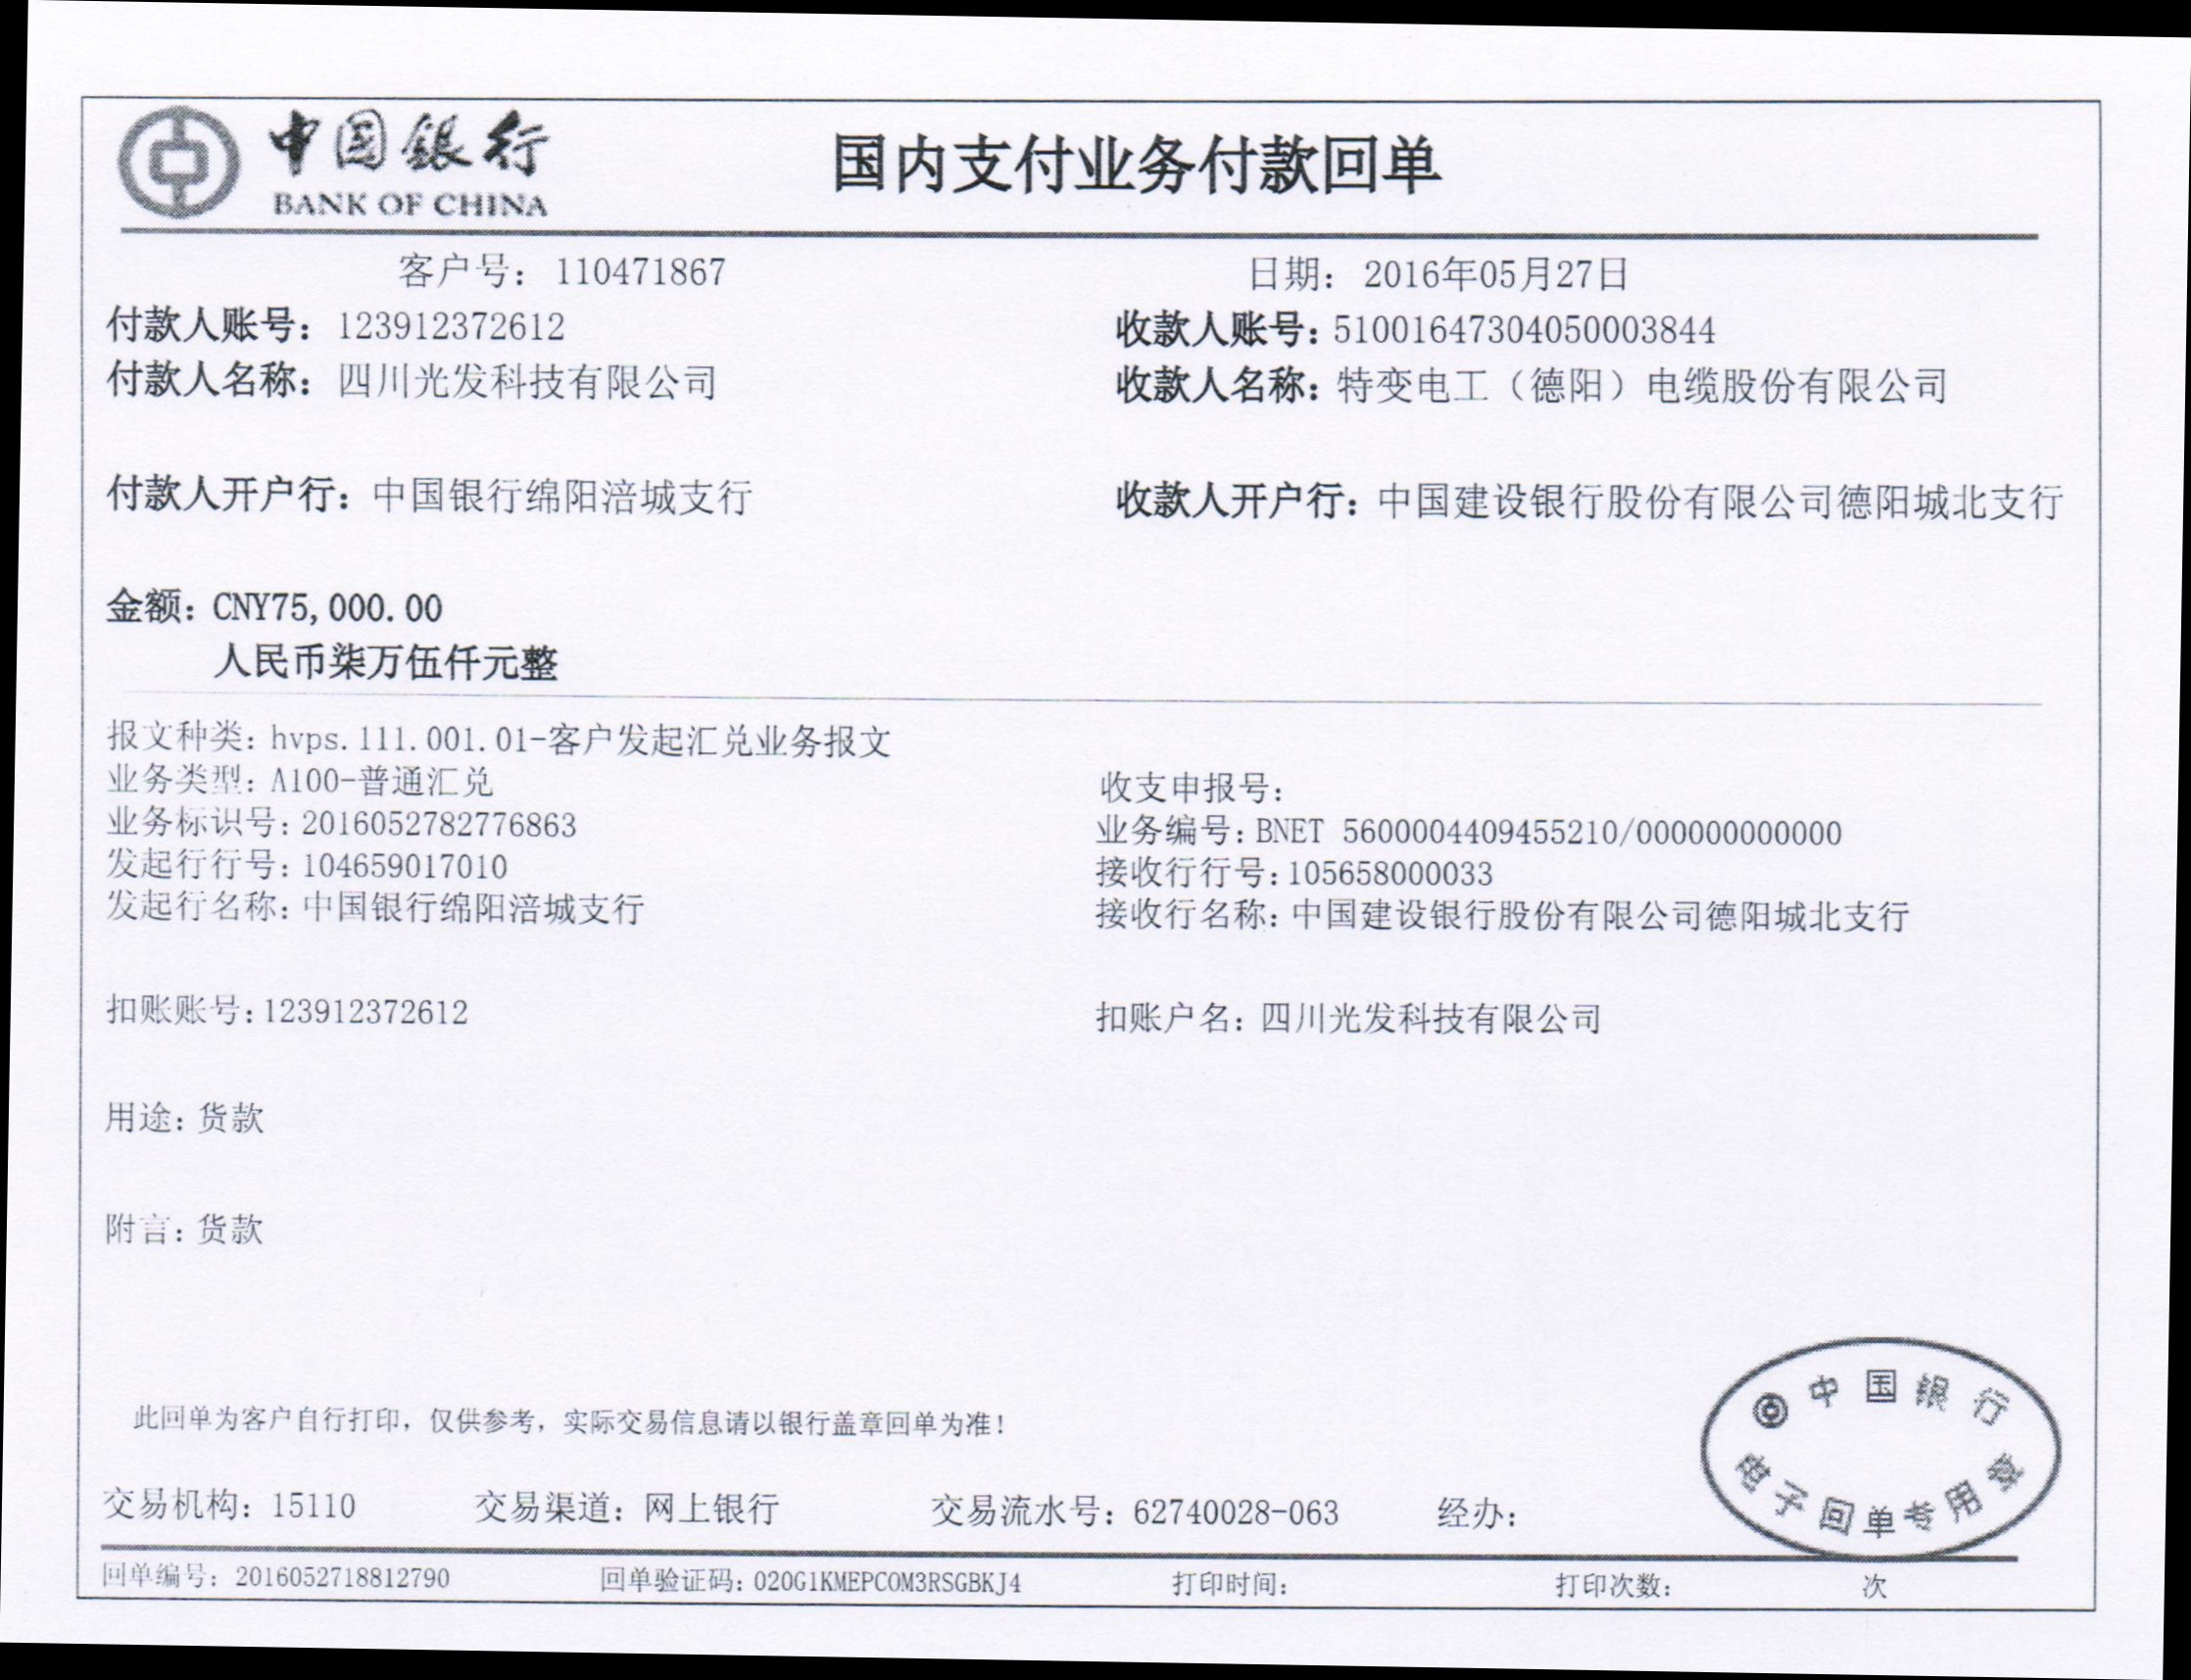 中国银行
BANK OF CHINA
国内支付业务付款回单
客户号: 110471867 日期: 2016年05月27日
付款人账号: 123912372612 收款人账号: 51001647304050003844
付款人名称: 四川光发科技有限公司 收款人名称: 特变电工（德阳）电缆股份有限公司
付款人开户行: 中国银行绵阳涪城支行 收款人开户行: 中国建设银行股份有限公司德阳城北支行
金额: CNY75,000.00
人民币柒万伍仟元整
报文种类: hvps.111.001.01-客户发起汇兑业务报文
业务类型: A100-普通汇兑 收支申报号:
业务标识号: 2016052782776863 业务编号: BNET 5600004409455210/000000000000
发起行行号: 104659017010 接收行行号: 105658000033
发起行名称: 中国银行绵阳涪城支行 接收行名称: 中国建设银行股份有限公司德阳城北支行
扣账账号: 123912372612 扣账户名: 四川光发科技有限公司
用途: 货款
附言: 货款
此回单为客户自行打印, 仅供参考, 实际交易信息请以银行盖章回单为准!
中国银行
电子回单专用章
交易机构: 15110 交易渠道: 网上银行 交易流水号: 62740028-063 经办:
回单编号: 2016052718812790 回单验证码: 020G1KMEPCOM3RSGBKJ4 打印时间: 打印次数: 次